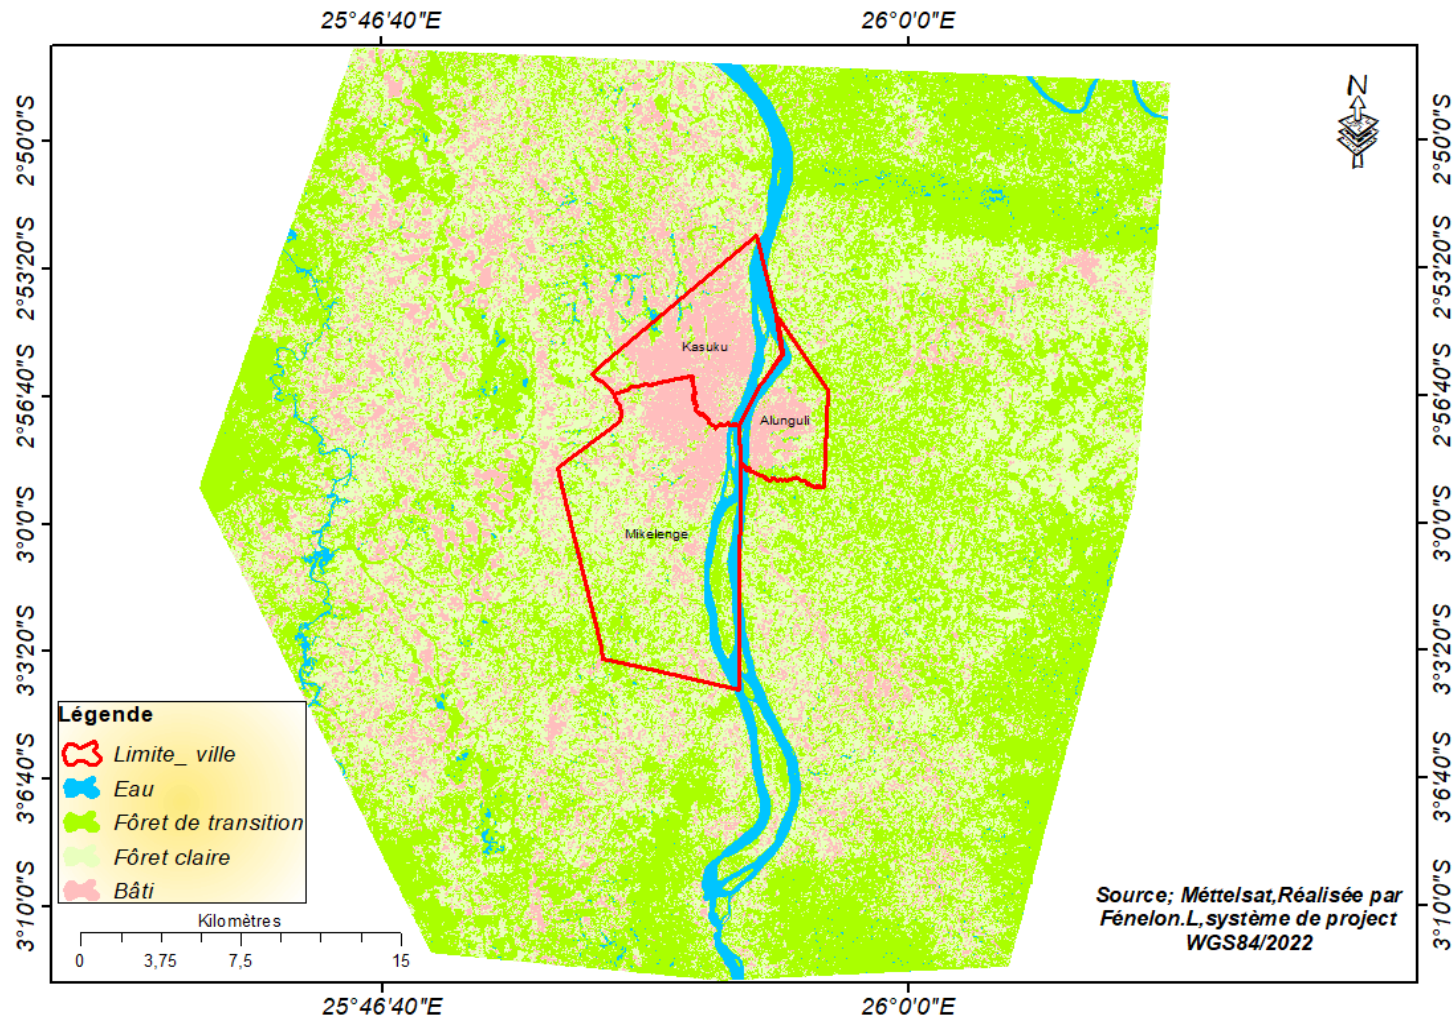 25°46'40"E
26°0'0"E
N
2°50'0"S
2°50'0"S
2°53'20"S
2°53'20"S
Kasuku
2°56'40"S
2°56'40"S
Alunguli
3°0'0"S
3°0'0"S
Mikelenge
3°3'20"S
3°3'20"S
Légende
Limite_ ville
Eau
Fôret de transition
Fôret claire
Bâti
3°6'40"S
3°6'40"S
Kilomètres
0 3,75 7,5 15
3°10'0"S
3°10'0"S
Source; Méttelsat,Réalisée par
Fénelon.L,système de project
WGS84/2022
25°46'40"E
26°0'0"E